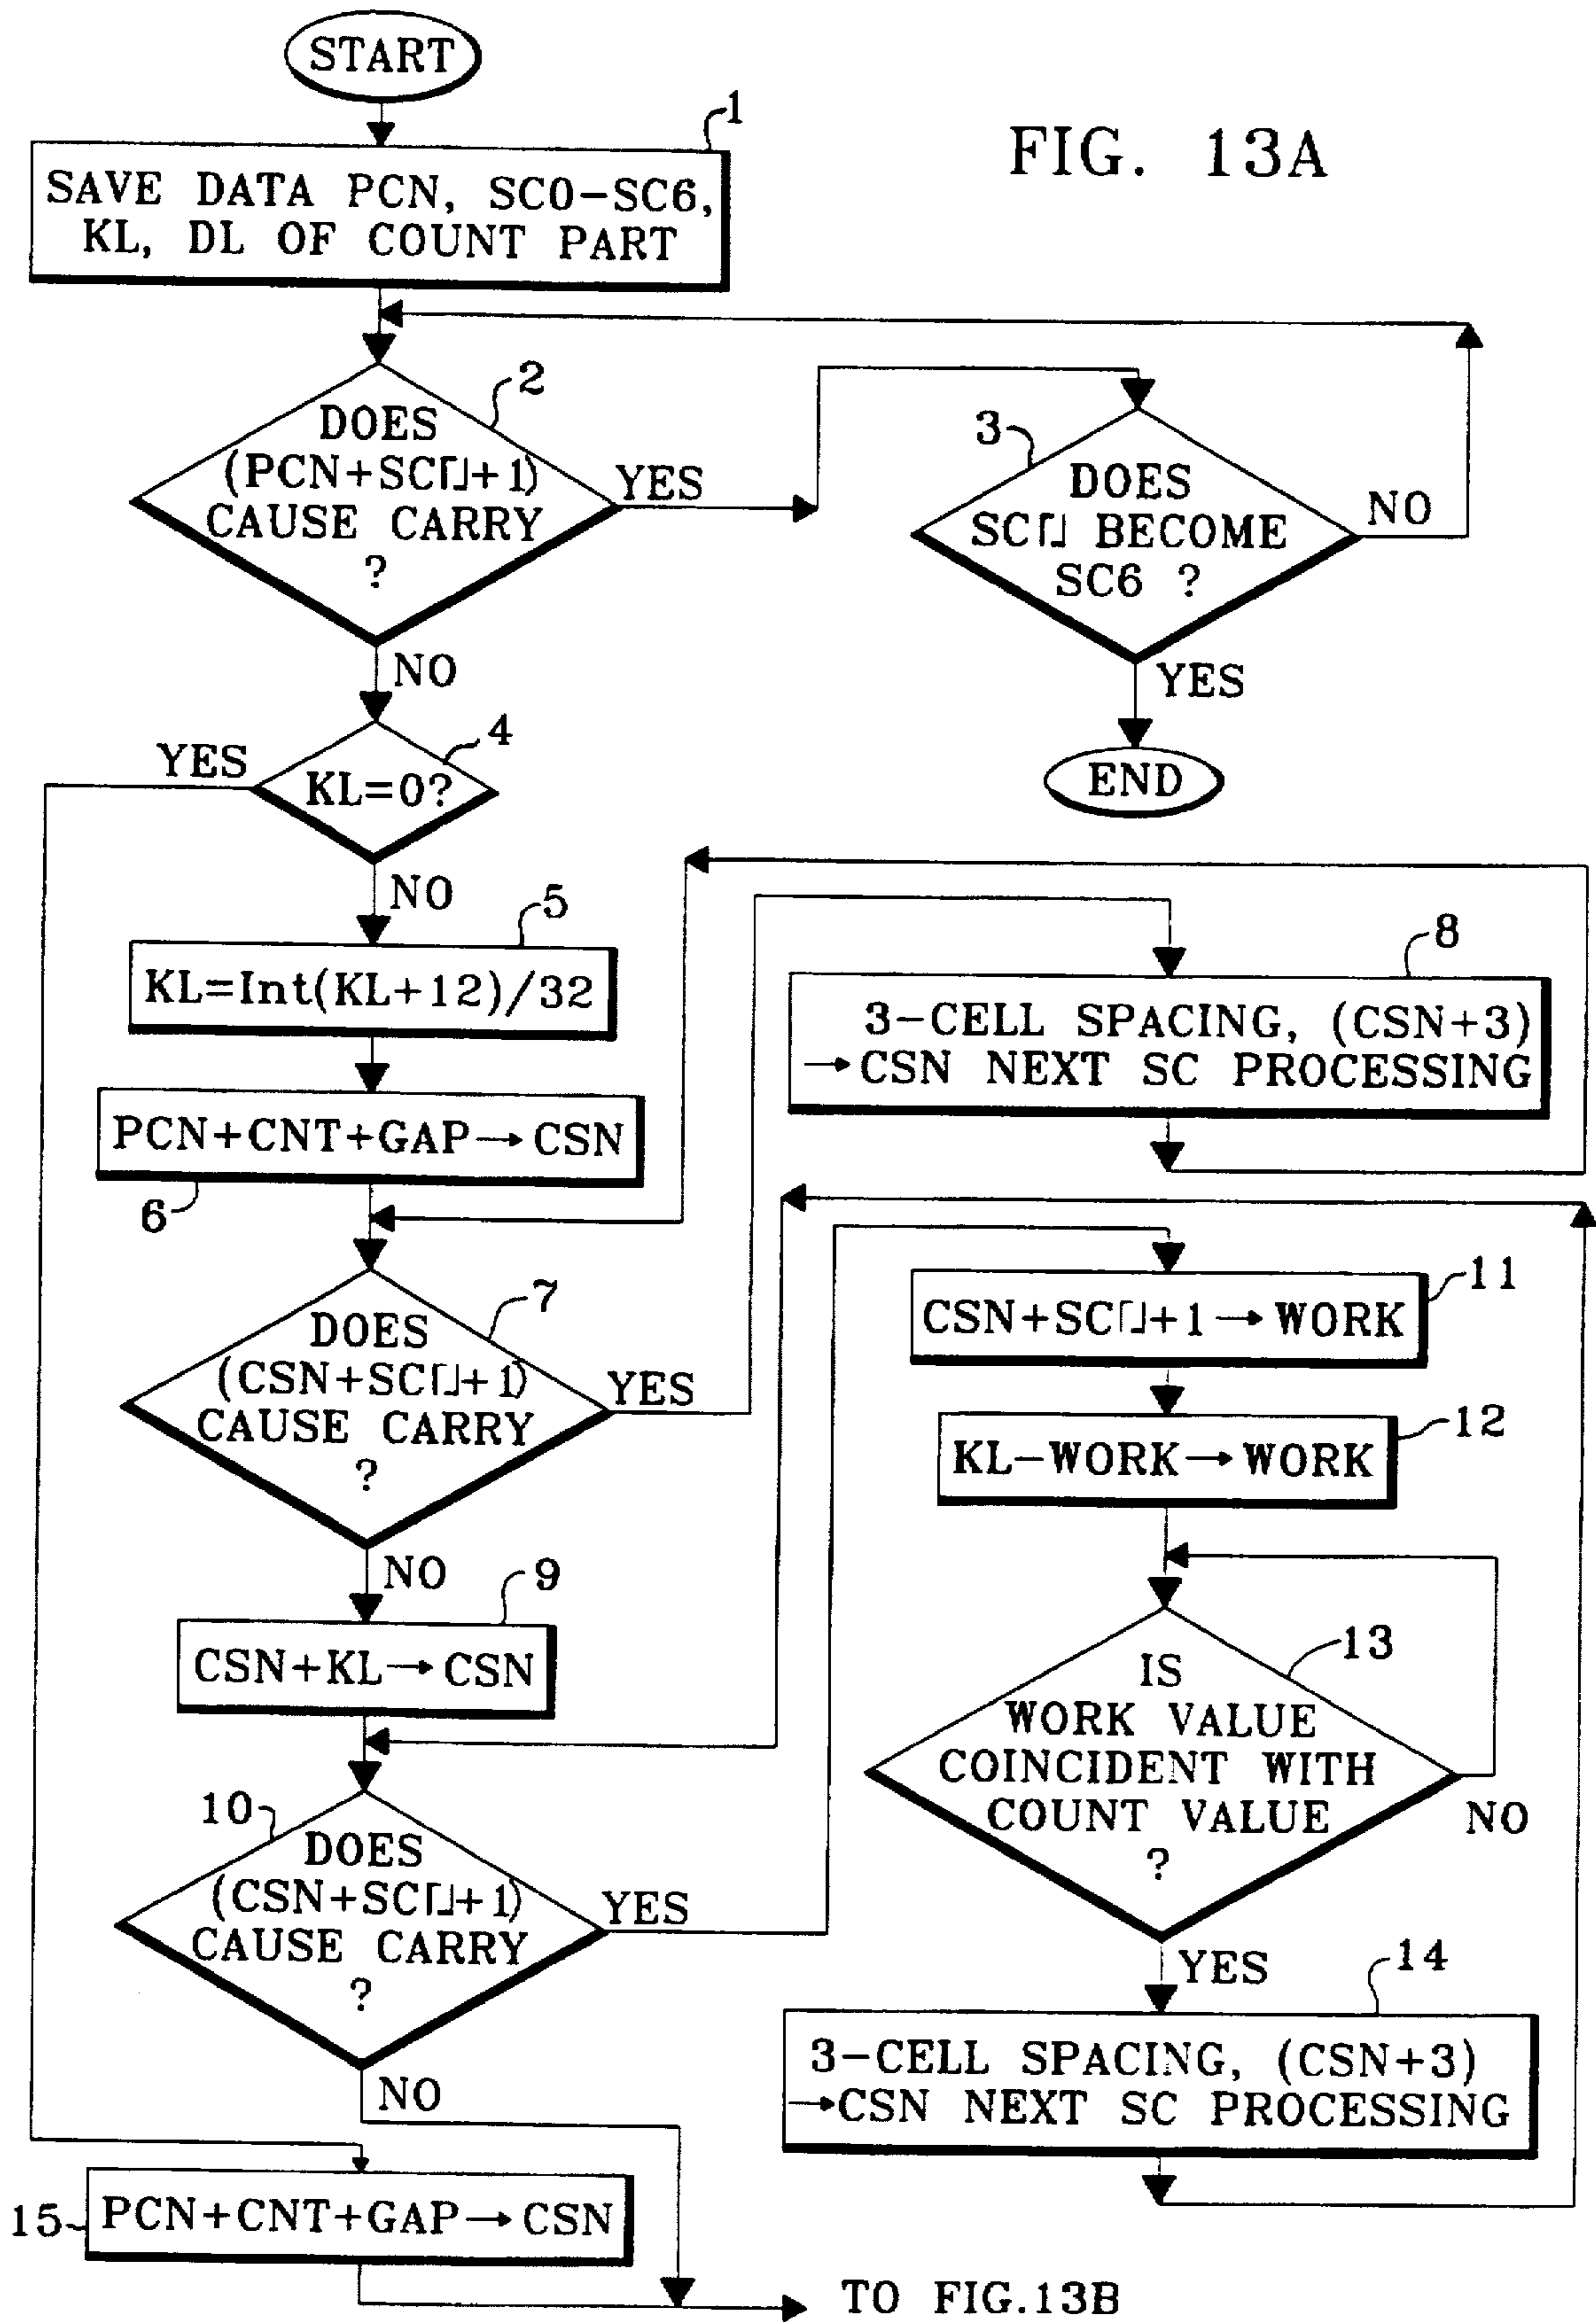 START
FIG. 13A
1
SAVE DATA PCN, SC0-SC6,
KL, DL OF COUNT PART
2
DOES
(PCN+SC[]+1)
CAUSE CARRY
?
YES
NO
3
DOES
SC[] BECOME
SC6 ?
NO
YES
END
4
YES
KL=0?
NO
5
KL=Int(KL+12)/32
PCN+CNT+GAP→CSN
6
7
DOES
(CSN+SC[]+1)
CAUSE CARRY
?
YES
NO
8
3-CELL SPACING, (CSN+3)
→CSN NEXT SC PROCESSING
9
CSN+KL→CSN
10
DOES
(CSN+SC[]+1)
CAUSE CARRY
?
YES
NO
11
CSN+SC[]+1→WORK
12
KL-WORK→WORK
13
IS
WORK VALUE
COINCIDENT WITH
COUNT VALUE
?
NO
YES
14
3-CELL SPACING, (CSN+3)
→CSN NEXT SC PROCESSING
15
PCN+CNT+GAP→CSN
TO FIG.13B